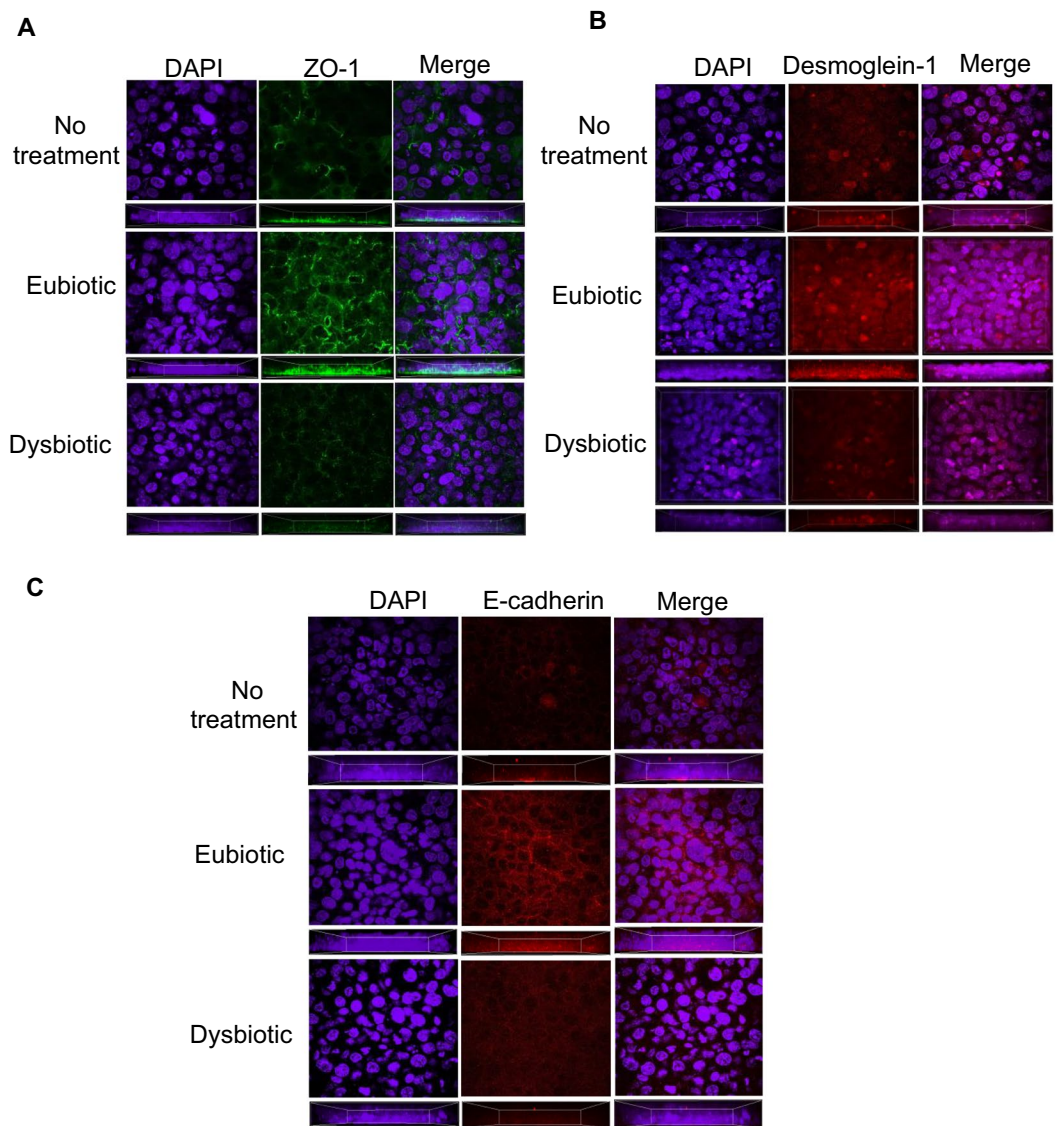 A
DAPI ZO-1 Merge
No
treatment
Eubiotic
Dysbiotic
B
DAPI Desmoglein-1 Merge
No
treatment
Eubiotic
Dysbiotic
C
DAPI E-cadherin Merge
No
treatment
Eubiotic
Dysbiotic